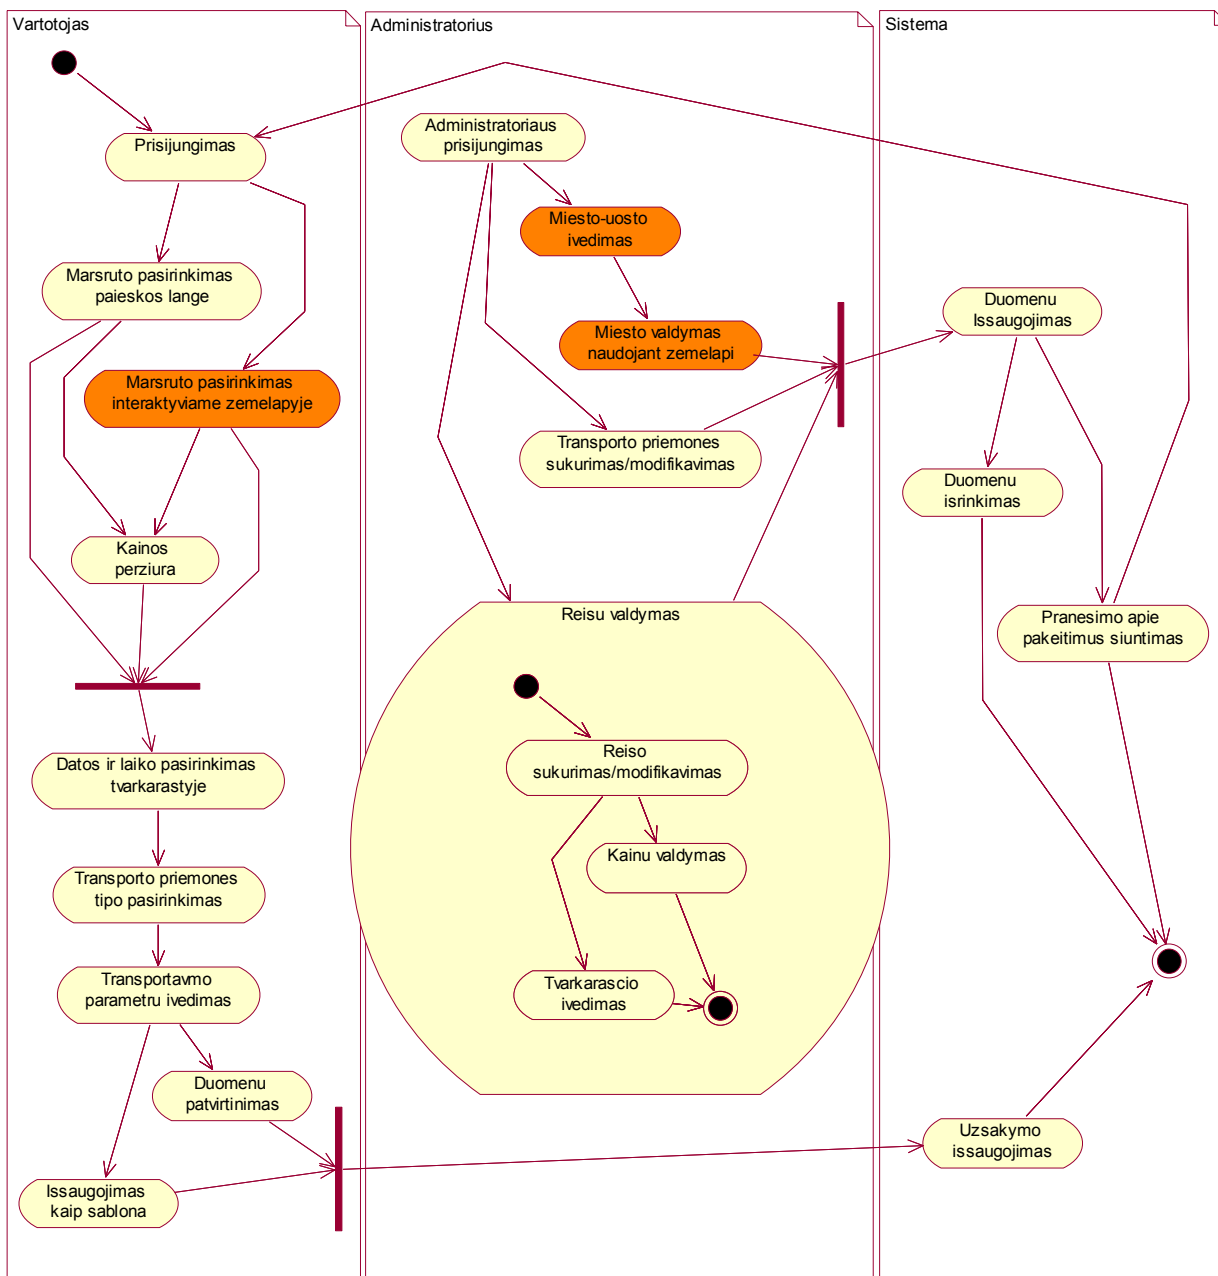 Vartotojas
Prisijungimas
Marsruto pasirinkimas
paieskos lange
Marsruto pasirinkimas
interaktyviame zemelapyje
Kainos
perziura
Datos ir laiko pasirinkimas
tvarkarastyje
Transporto priemones
tipo pasirinkimas
Transportavmo
parametru ivedimas
Duomenu
patvirtinimas
Issaugojimas
kaip sablona
Administratorius
Administratoriaus
prisijungimas
Miesto-uosto
ivedimas
Miesto valdymas
naudojant zemelapi
Transporto priemones
sukurimas/modifikavimas
Reisu valdymas
Reiso
sukurimas/modifikavimas
Kainu valdymas
Tvarkarascio
ivedimas
Sistema
Duomenu
Issaugojimas
Duomenu
isrinkimas
Pranesimo apie
pakeitimus siuntimas
Uzsakymo
issaugojimas